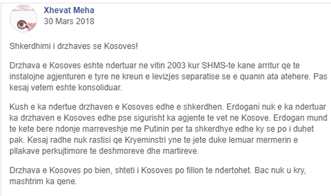 Xhevat Meha
30 Mars 2018
Shkerdhimi i drzhaves se Kosoves!
Drzhava e Kosoves eshte ndertuar ne vitin 2003 kur SHMS-te kane arritur qe te
instalojne agjenturen e tyre ne kreun e levizjes separatise se e quanin ata atehere. Pas
kesaj vetem eshte konsoliduar.
Kush e ka ndertue drzhaven e Kosoves edhe e shkerdhen. Erdogani nuk e ka ndertuar
ka drzhaven e Kosoves edhe pse sigurisht ka agjente te vet ne Kosove. Erdogan mund
te kete bere ndonje marreveshje me Putinin per ta shkerdhye edhe ky se po i duhet
pak. Kesaj radhe nuk rastisi qe Kryeministri yne te jete duke lemuar mermerin e
pllakave perkujtimore te deshmoreve dhe martireve.
Drzhava e Kosoves po bien, shteti i Kosoves po fillon te ndertohet. Bac nuk u kry,
mashtrim ka qene.